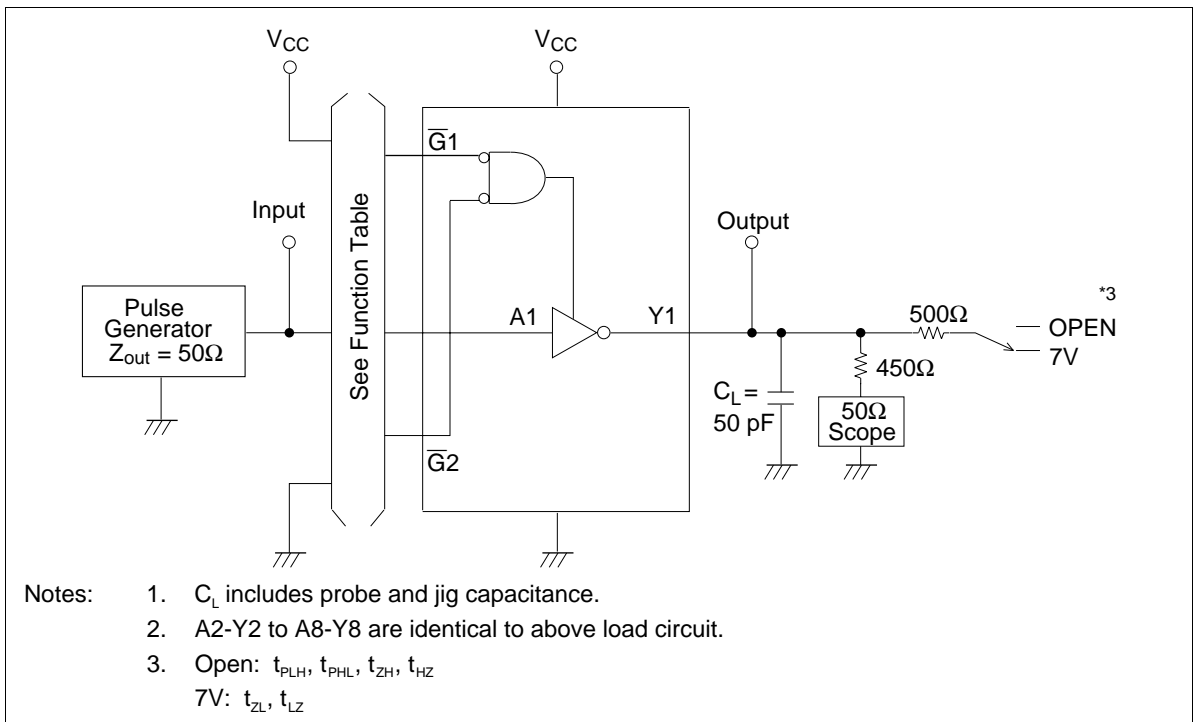 VCC
VCC
G̅1
See Function Table
Input
Output
*3
Pulse
Generator
Zout = 50Ω
A1
Y1
500Ω
OPEN
7V
450Ω
CL =
50 pF
50Ω
Scope
G̅2
Notes: 1. CL includes probe and jig capacitance.
2. A2-Y2 to A8-Y8 are identical to above load circuit.
3. Open: tPLH, tPHL, tZH, tHZ
7V: tZL, tLZ